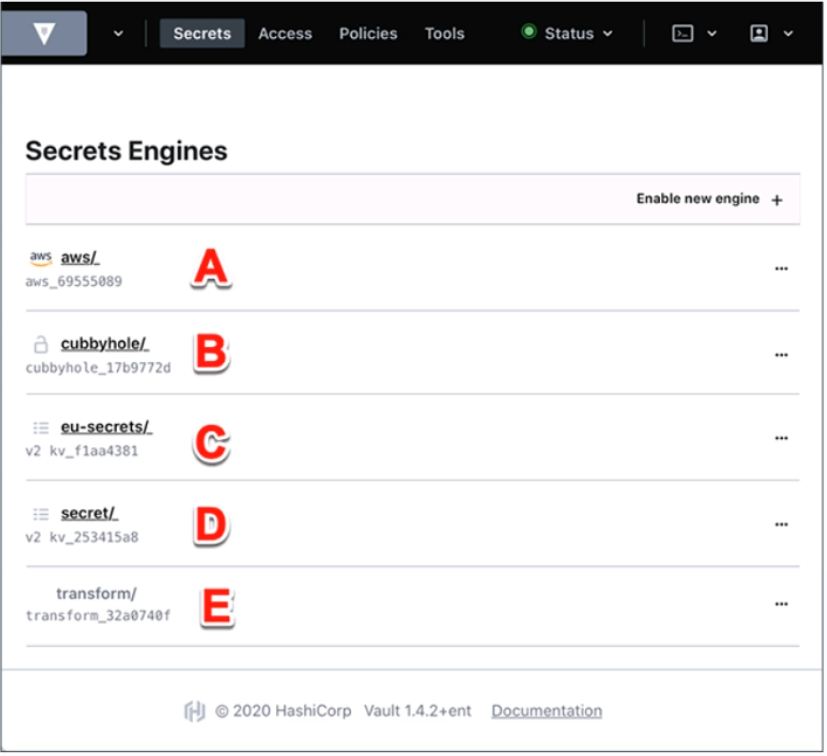 Secrets Access Policies Tools Status
Secrets Engines
Enable new engine +
aws aws/
aws_69555089
A
...
cubbyhole/
cubbyhole_17b9772d
B
...
eu-secrets/
v2 kv_f1aa4381
C
...
secret/
v2 kv_253415a8
D
...
transform/
transform_32a0740f
E
...
© 2020 HashiCorp Vault 1.4.2+ent Documentation